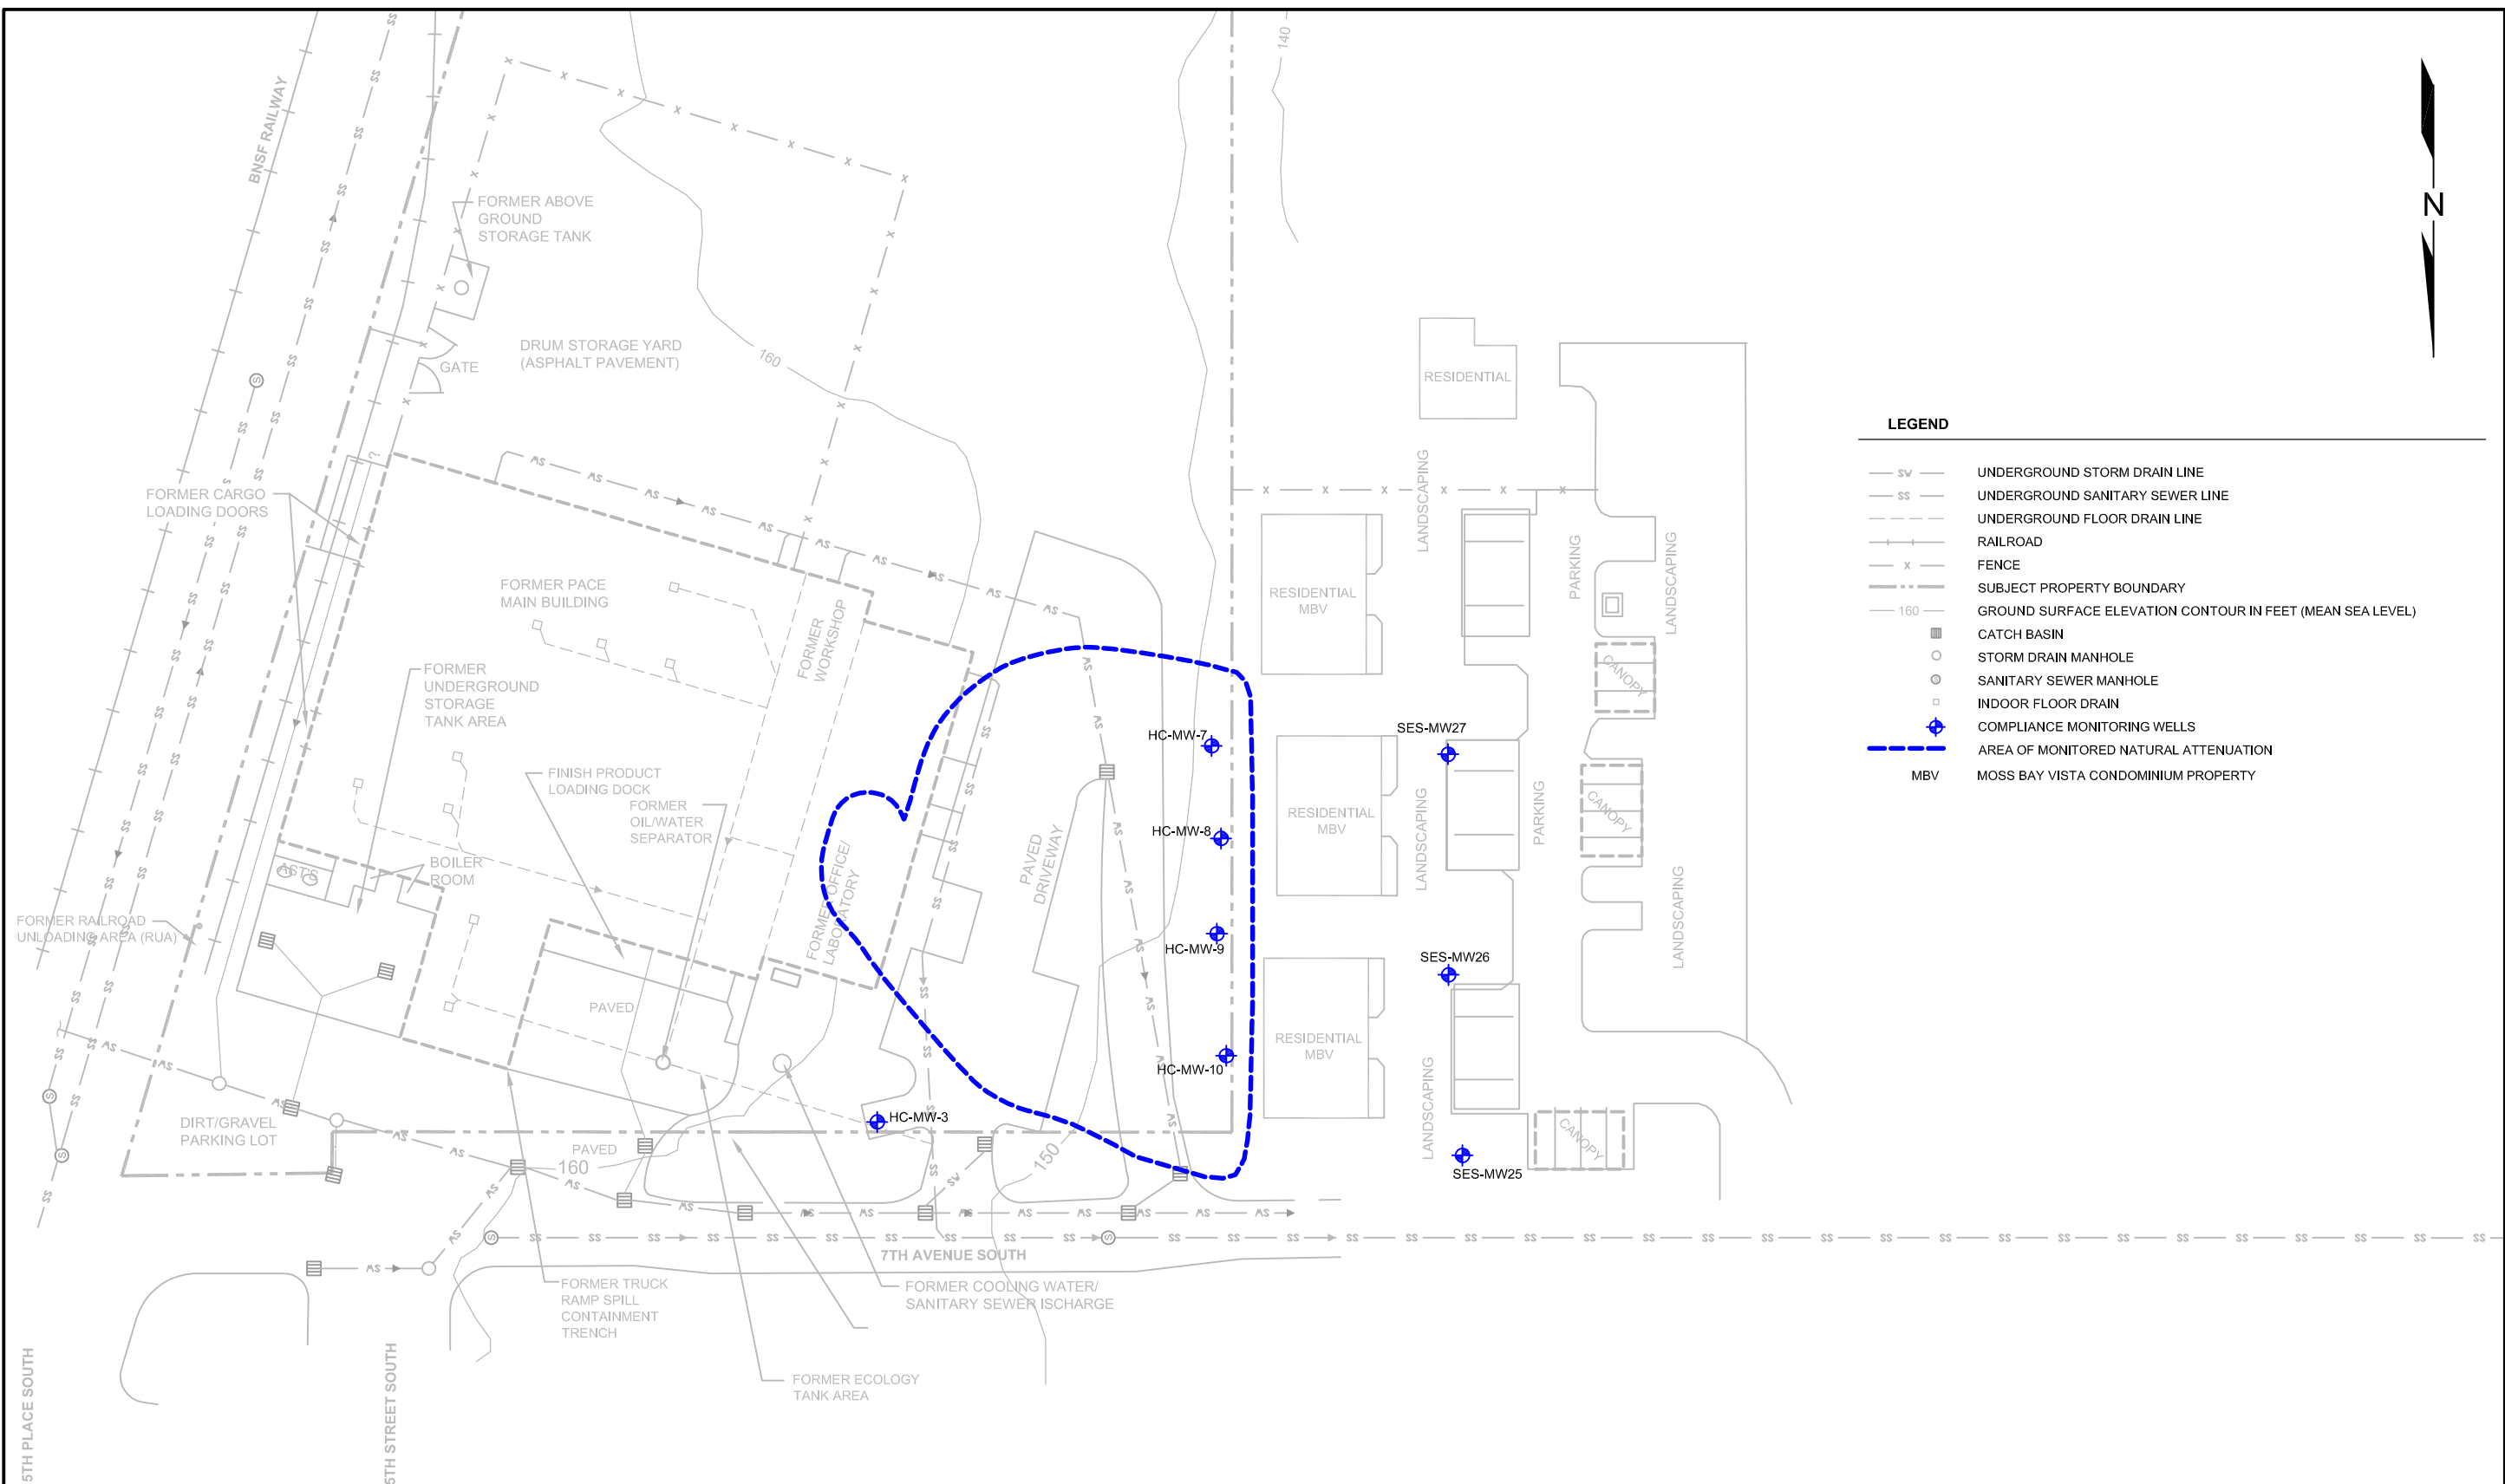 140
BNSF RAILWAY
N
FORMER ABOVE
GROUND
STORAGE TANK
DRUM STORAGE YARD
(ASPHALT PAVEMENT)
GATE
160
RESIDENTIAL
LEGEND
SW UNDERGROUND STORM DRAIN LINE
SS UNDERGROUND SANITARY SEWER LINE
UNDERGROUND FLOOR DRAIN LINE
RAILROAD
X FENCE
SUBJECT PROPERTY BOUNDARY
160 GROUND SURFACE ELEVATION CONTOUR IN FEET (MEAN SEA LEVEL)
CATCH BASIN
STORM DRAIN MANHOLE
S SANITARY SEWER MANHOLE
INDOOR FLOOR DRAIN
COMPLIANCE MONITORING WELLS
AREA OF MONITORED NATURAL ATTENUATION
MBV MOSS BAY VISTA CONDOMINIUM PROPERTY
?
FORMER CARGO
LOADING DOORS
LANDSCAPING
PARKING
LANDSCAPING
FORMER PACE
MAIN BUILDING
FORMER
WORKSHOP
RESIDENTIAL
MBV
CANOPY
FORMER
UNDERGROUND
STORAGE
TANK AREA
HC-MW-7
SES-MW27
FINISH PRODUCT
LOADING DOCK
FORMER
OIL/WATER
SEPARATOR
HC-MW-8
RESIDENTIAL
MBV
LANDSCAPING
PARKING
CANOPY
PAVED
DRIVEWAY
BOILER
ROOM
AST'S
FORMER OFFICE/
LABORATORY
LANDSCAPING
FORMER RAILROAD
UNLOADING AREA (RUA)
HC-MW-9
SES-MW26
PAVED
RESIDENTIAL
MBV
HC-MW-10
LANDSCAPING
HC-MW-3
DIRT/GRAVEL
PARKING LOT
PAVED
160
150
CANOPY
SES-MW25
7TH AVENUE SOUTH
FORMER TRUCK
RAMP SPILL
CONTAINMENT
TRENCH
FORMER COOLING WATER/
SANITARY SEWER ISCHARGE
FORMER ECOLOGY
TANK AREA
5TH PLACE SOUTH
5TH STREET SOUTH